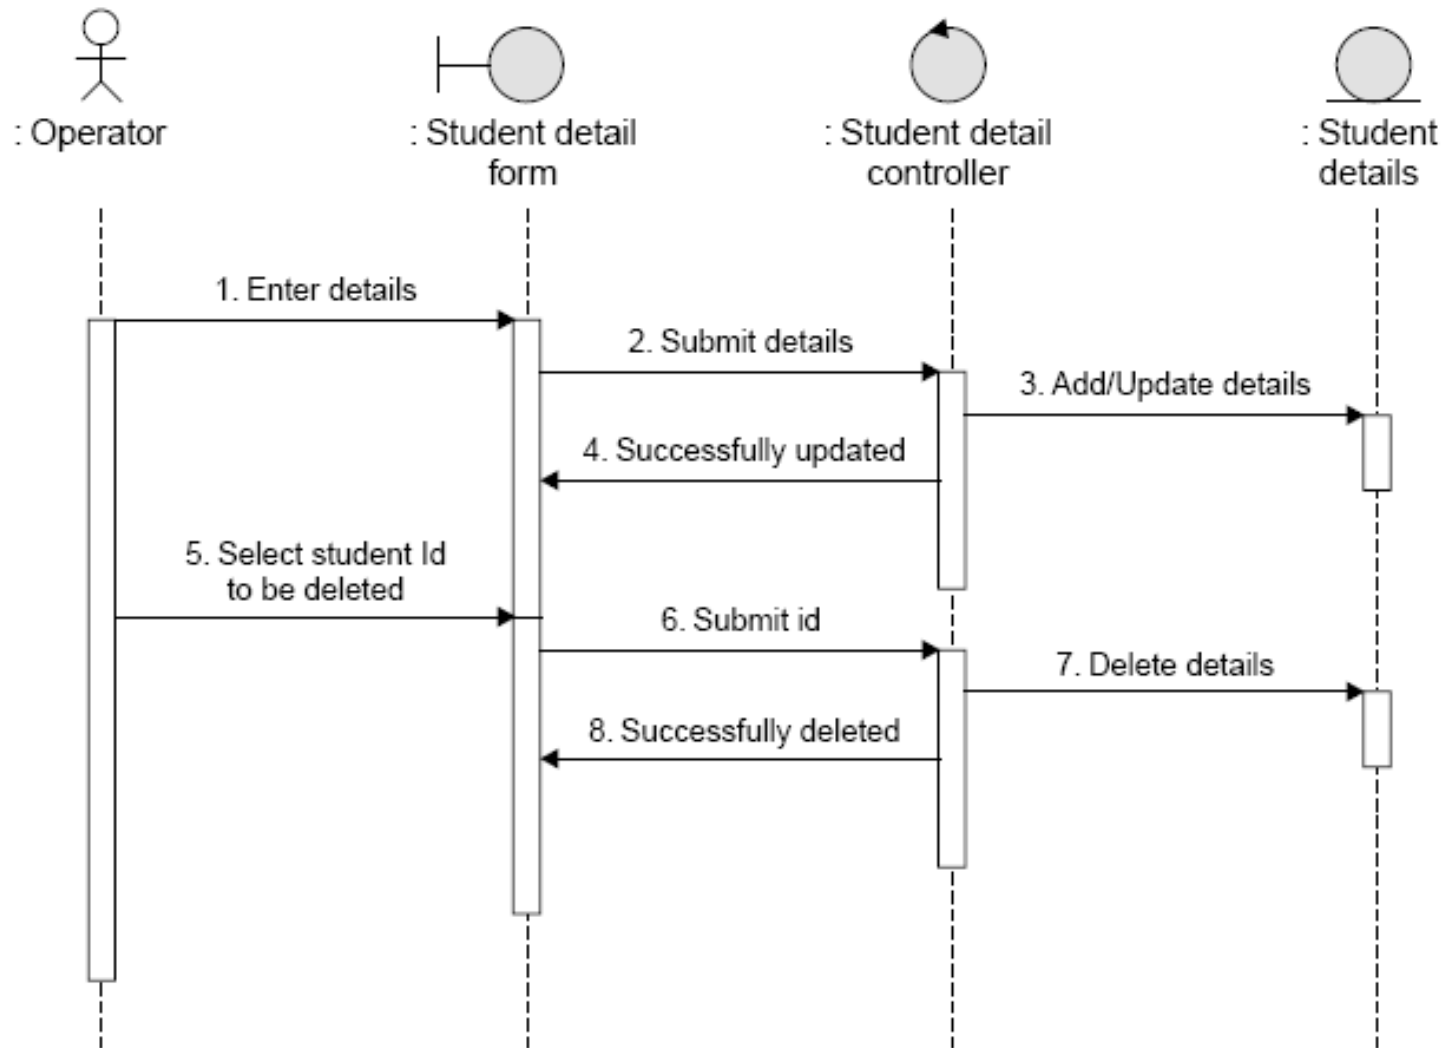 : Operator
: Student detail
form
: Student detail
controller
: Student
details
1. Enter details
2. Submit details
3. Add/Update details
4. Successfully updated
5. Select student Id
to be deleted
6. Submit id
7. Delete details
8. Successfully deleted